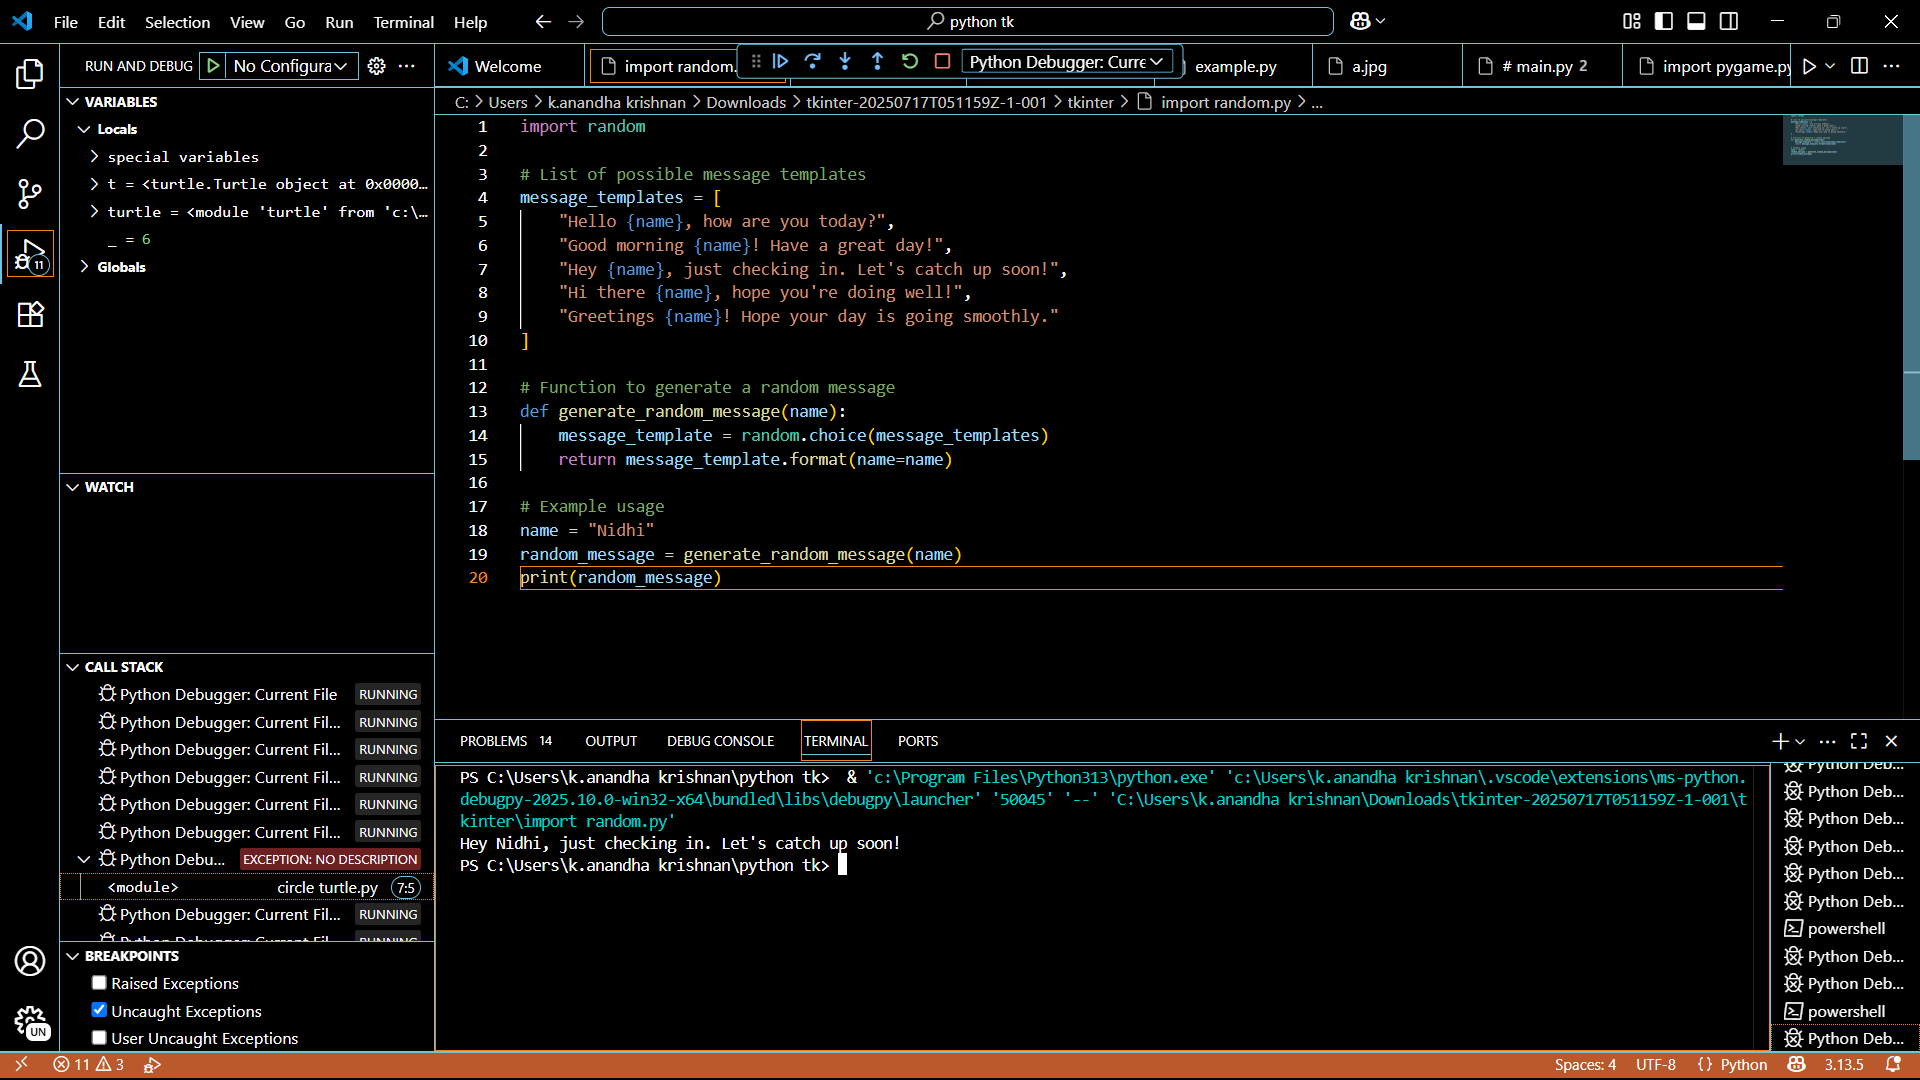 File Edit Selection View Go Run Terminal Help
python tk
RUN AND DEBUG No Configura
Welcome
import random.
Python Debugger: Curre
example.py
a.jpg
# main.py 2
import pygame.py
C: > Users > k.anandha krishnan > Downloads > tkinter-20250717T051159Z-1-001 > tkinter > import random.py > ...
VARIABLES
Locals
special variables
t = <turtle.Turtle object at 0x0000…
turtle = <module 'turtle' from 'c:\…
_ = 6
Globals
WATCH
CALL STACK
Python Debugger: Current File RUNNING
Python Debugger: Current Fil... RUNNING
Python Debugger: Current Fil... RUNNING
Python Debugger: Current Fil... RUNNING
Python Debugger: Current Fil... RUNNING
Python Debugger: Current Fil... RUNNING
Python Debu... EXCEPTION: NO DESCRIPTION
<module> circle turtle.py 7:5
Python Debugger: Current Fil... RUNNING
Python Debugger: Current Fil... RUNNING
BREAKPOINTS
Raised Exceptions
Uncaught Exceptions
User Uncaught Exceptions
11
UN
1 import random
2
3 # List of possible message templates
4 message_templates = [
5 "Hello {name}, how are you today?",
6 "Good morning {name}! Have a great day!",
7 "Hey {name}, just checking in. Let's catch up soon!",
8 "Hi there {name}, hope you're doing well!",
9 "Greetings {name}! Hope your day is going smoothly."
10 ]
11
12 # Function to generate a random message
13 def generate_random_message(name):
14 message_template = random.choice(message_templates)
15 return message_template.format(name=name)
16
17 # Example usage
18 name = "Nidhi"
19 random_message = generate_random_message(name)
20 print(random_message)
PROBLEMS 14 OUTPUT DEBUG CONSOLE TERMINAL PORTS
PS C:\Users\k.anandha krishnan\python tk>  & 'c:\Program Files\Python313\python.exe' 'c:\Users\k.anandha krishnan\.vscode\extensions\ms-python.
debugpy-2025.10.0-win32-x64\bundled\libs\debugpy\launcher' '50045' '--' 'C:\Users\k.anandha krishnan\Downloads\tkinter-20250717T051159Z-1-001\t
kinter\import random.py'
Hey Nidhi, just checking in. Let's catch up soon!
PS C:\Users\k.anandha krishnan\python tk>
Python Deb...
Python Deb...
Python Deb...
Python Deb...
Python Deb...
Python Deb...
powershell
Python Deb...
Python Deb...
powershell
Python Deb...
11 3
Spaces: 4 UTF-8 {} Python 3.13.5